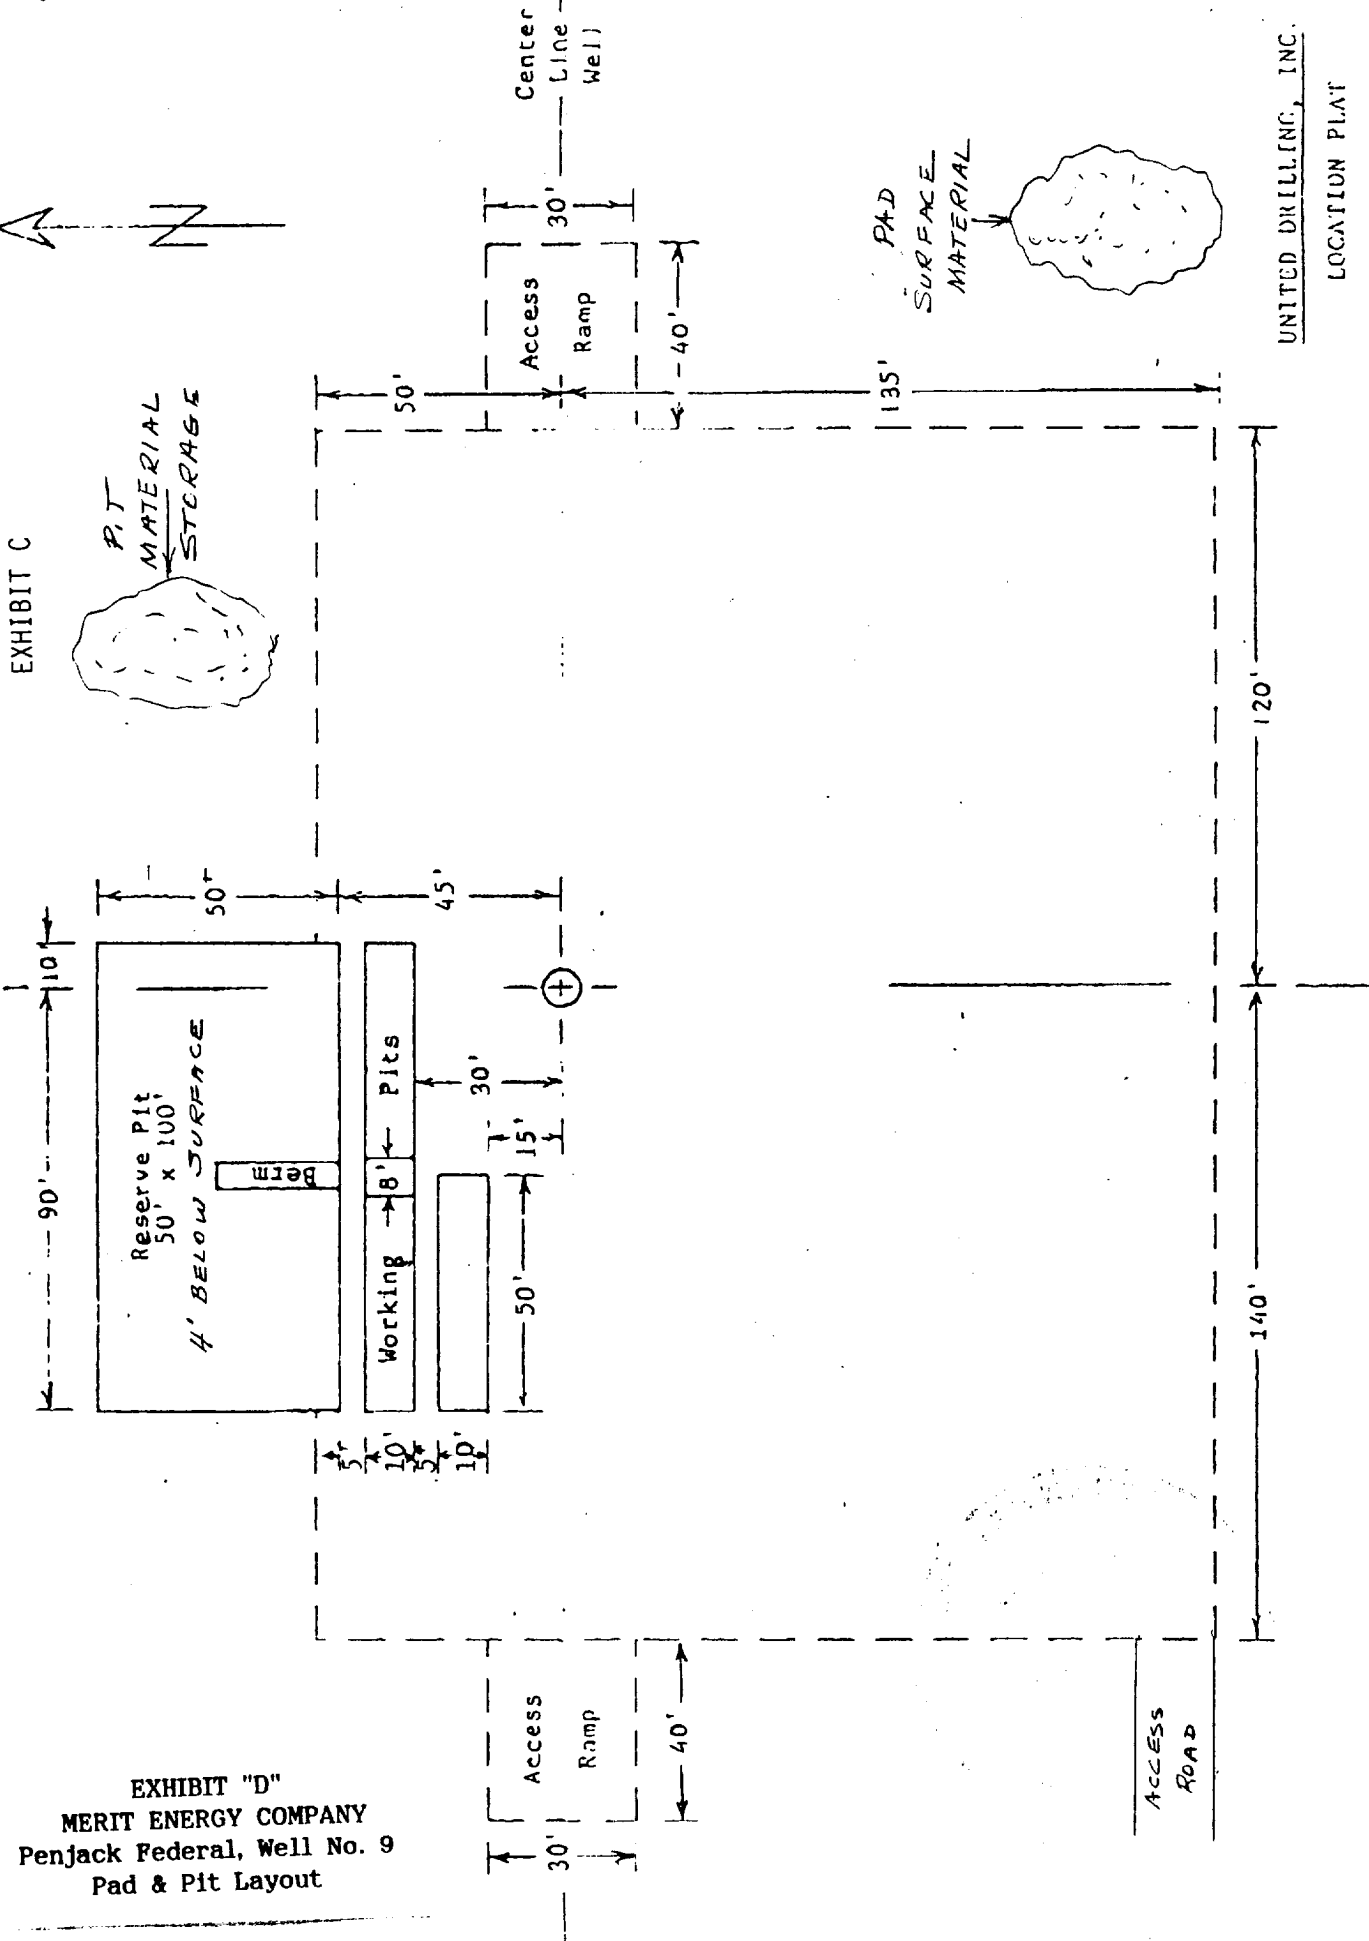 EXHIBIT C
PIT
MATERIAL
STORAGE
90'
10'
Reserve Pit
50' x 100'
4' BELOW SURFACE
Berm
50'
45'
Working
8'
Pits
30'
15'
50'
5'
10'
5'
10'
50'
135'
Access
Ramp
30'
40'
Center
Line
Well
N
Access
Ramp
30'
40'
PAD
SURFACE
MATERIAL
ACCESS
ROAD
140'
120'
UNITED DRILLING, INC.
LOCATION PLAT
EXHIBIT "D"
MERIT ENERGY COMPANY
Penjack Federal, Well No. 9
Pad & Pit Layout